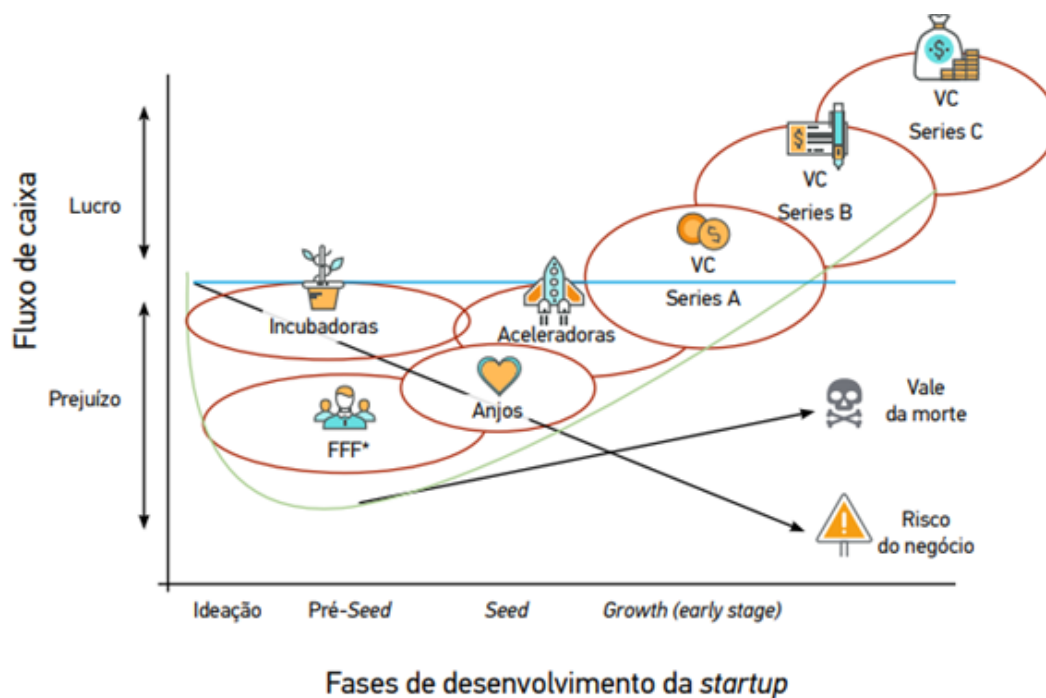 VC
Series C
VC
Series B
VC
Series A
Fluxo de caixa
Lucro
Prejuízo
Incubadoras
Aceleradoras
Anjos
FFF*
Vale
da morte
Risco
do negócio
Ideação
Pré-Seed
Seed
Growth (early stage)
Fases de desenvolvimento da startup